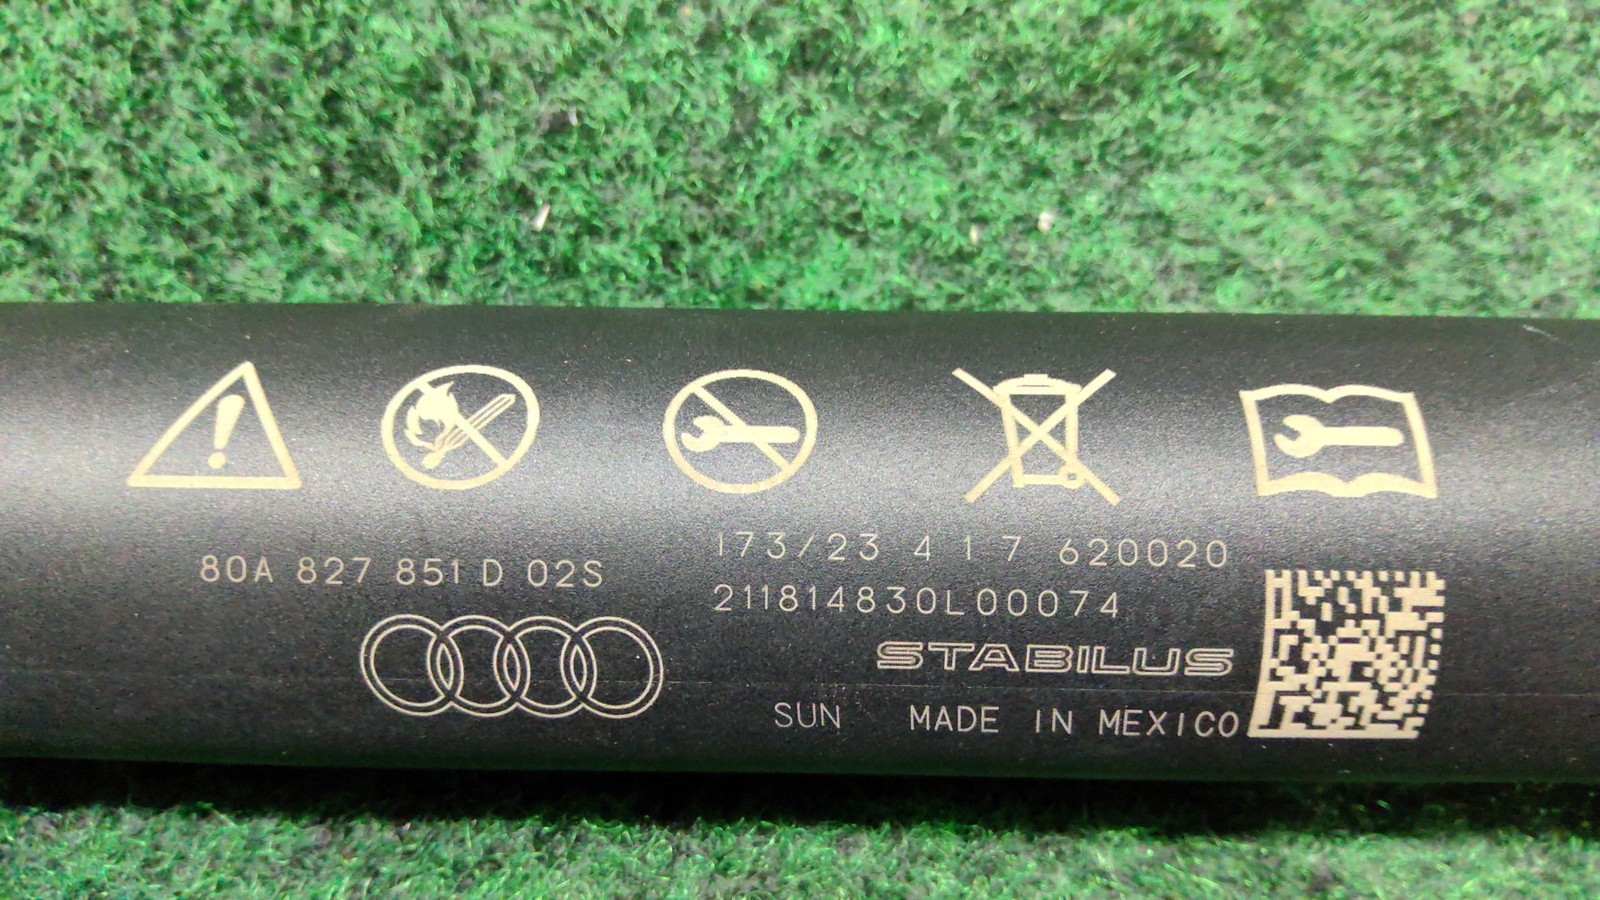 80A 827 851 D 02S
173/23 4 1 7 620020
211814830L00074
STABILUS
SUN MADE IN MEXICO